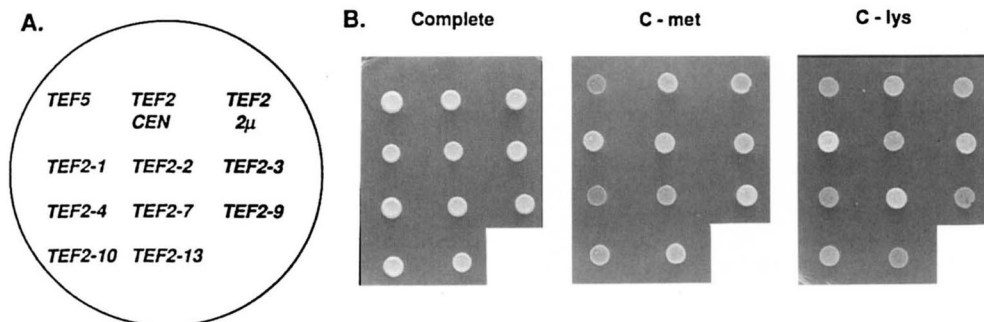 A.
TEF5 TEF2 TEF2
CEN 2μ
TEF2-1 TEF2-2 TEF2-3
TEF2-4 TEF2-7 TEF2-9
TEF2-10 TEF2-13
B.
Complete C - met C - lys